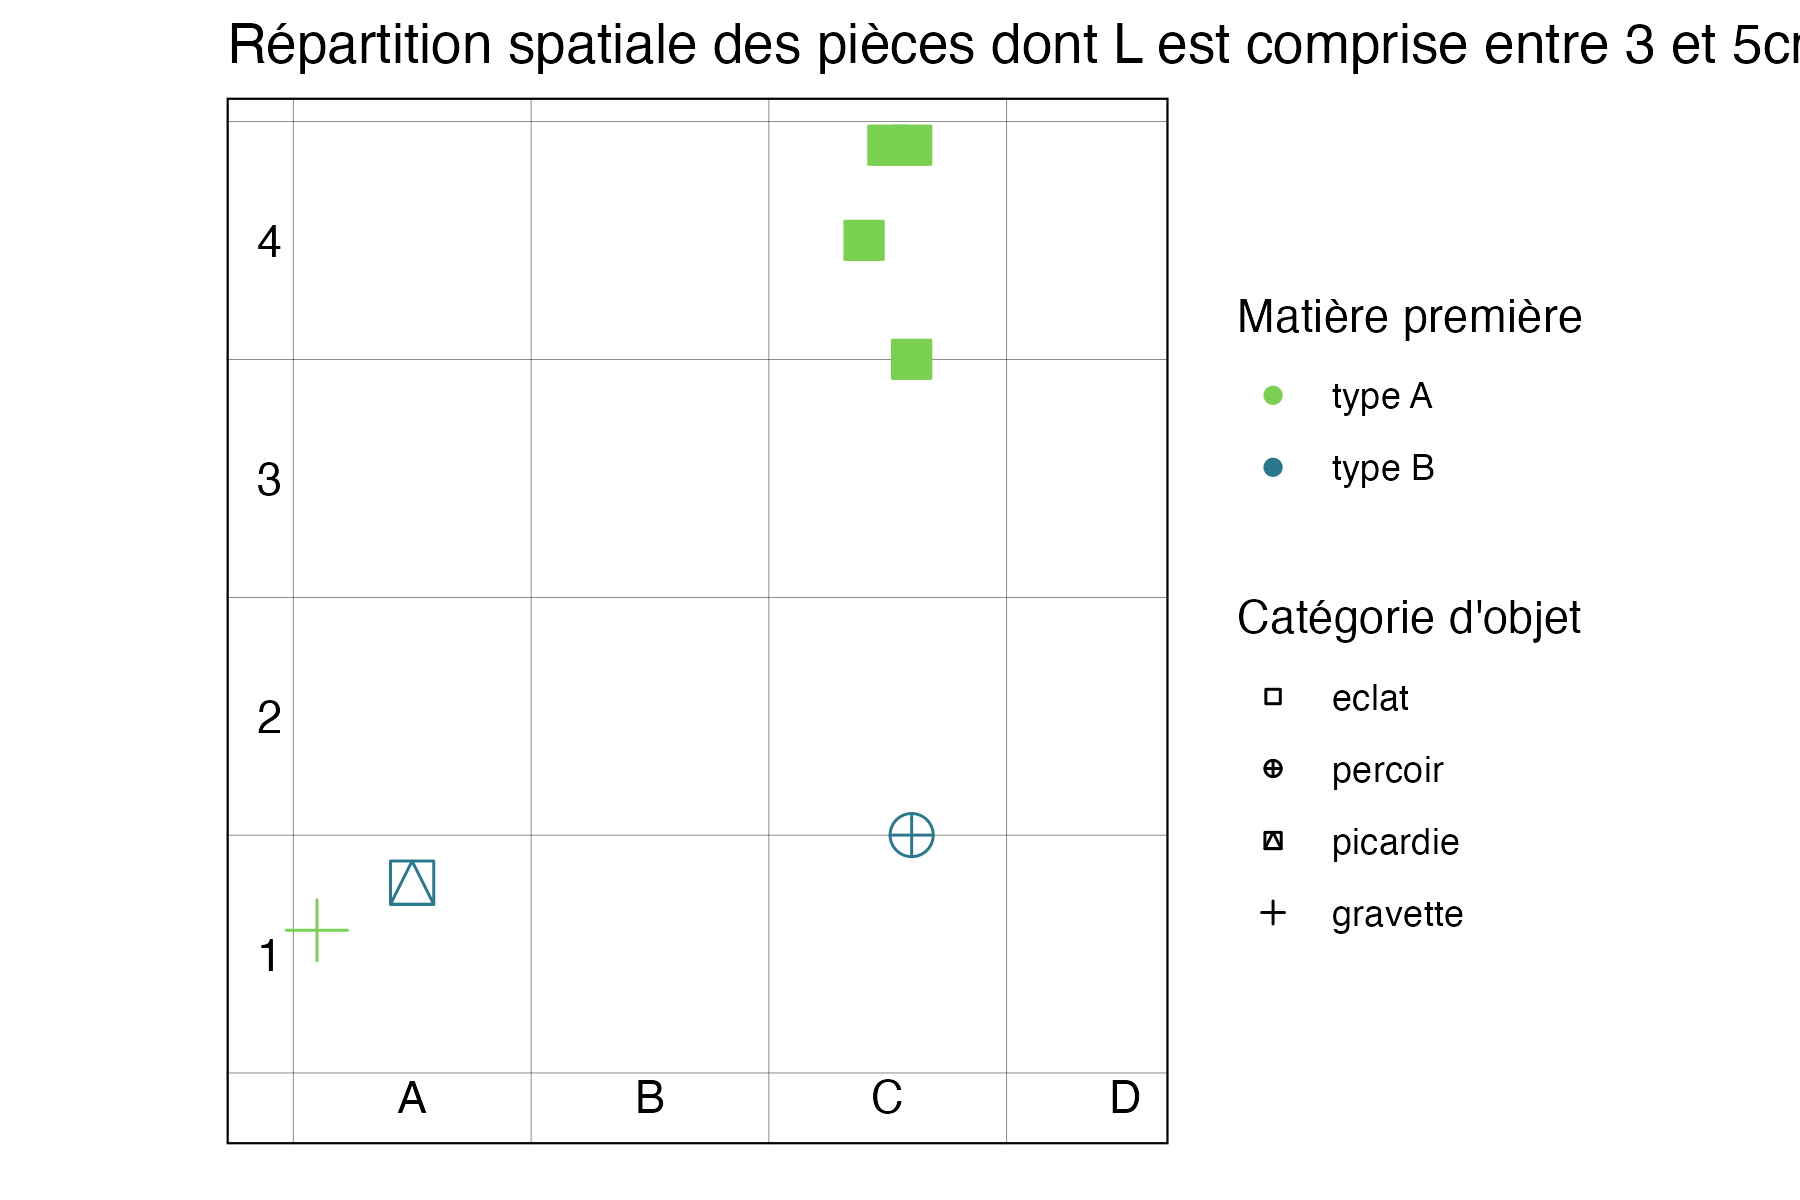 Répartition spatiale des pièces dont L est comprise entre 3 et 5c
4
3
2
1
A B C D
Matière première
type A
type B
Catégorie d'objet
eclat
percoir
picardie
gravette